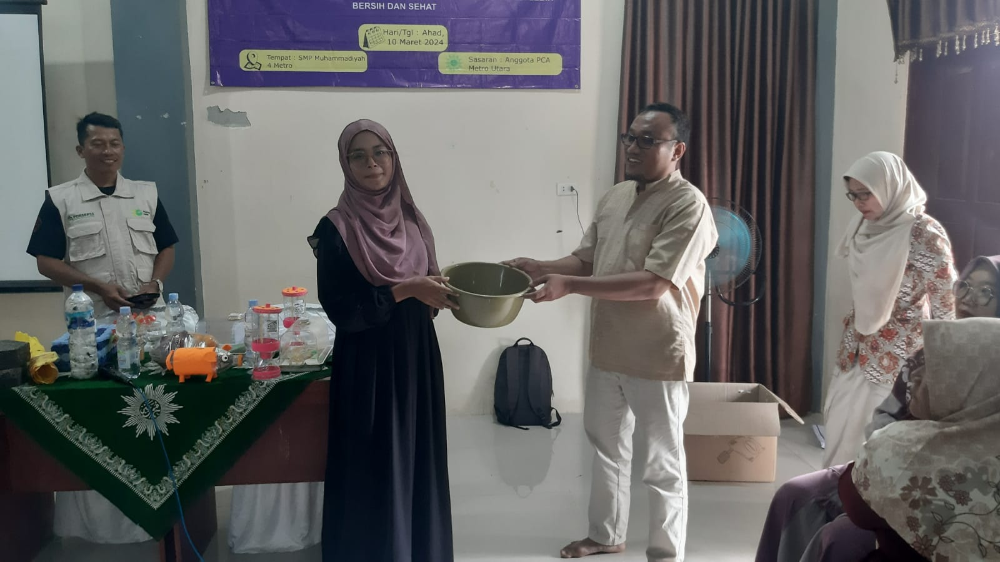 BERSIH DAN SEHAT
Hari/Tgl : Ahad,
10 Maret 2024
Tempat : SMP Muhammadiyah
4 Metro
Sasaran : Anggota PCA
Metro Utara